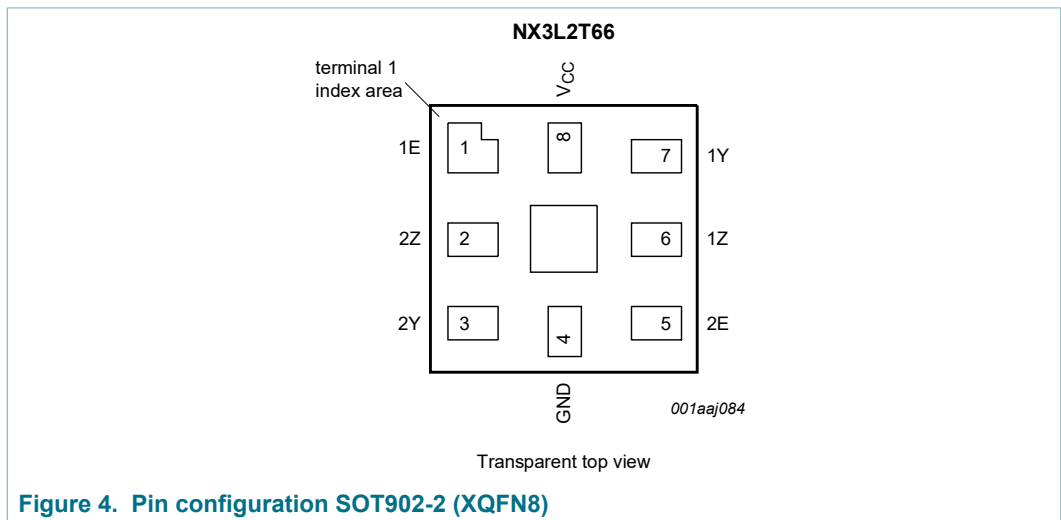 NX3L2T66
terminal 1
index area
VCC
1E
1
8
7
1Y
2Z
2
6
1Z
2Y
3
4
5
2E
GND
001aaj084
Transparent top view
Figure 4. Pin configuration SOT902-2 (XQFN8)